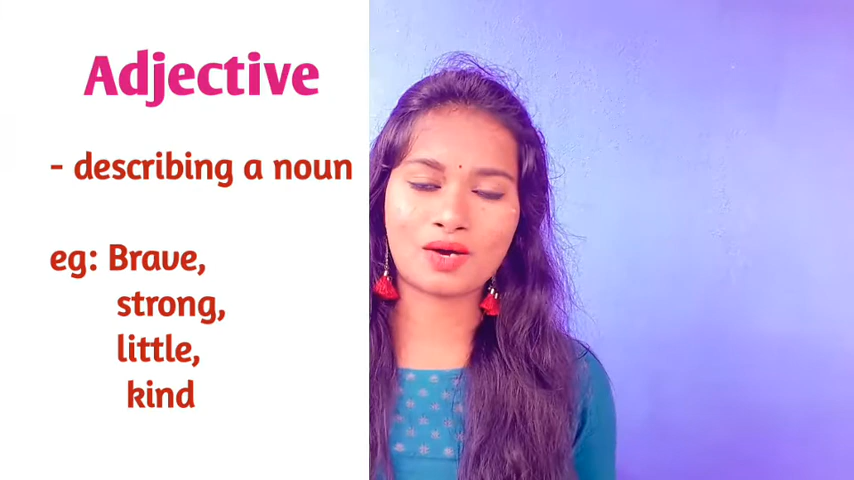 Adjective
- describing a noun
eg: Brave,
strong,
little,
kind